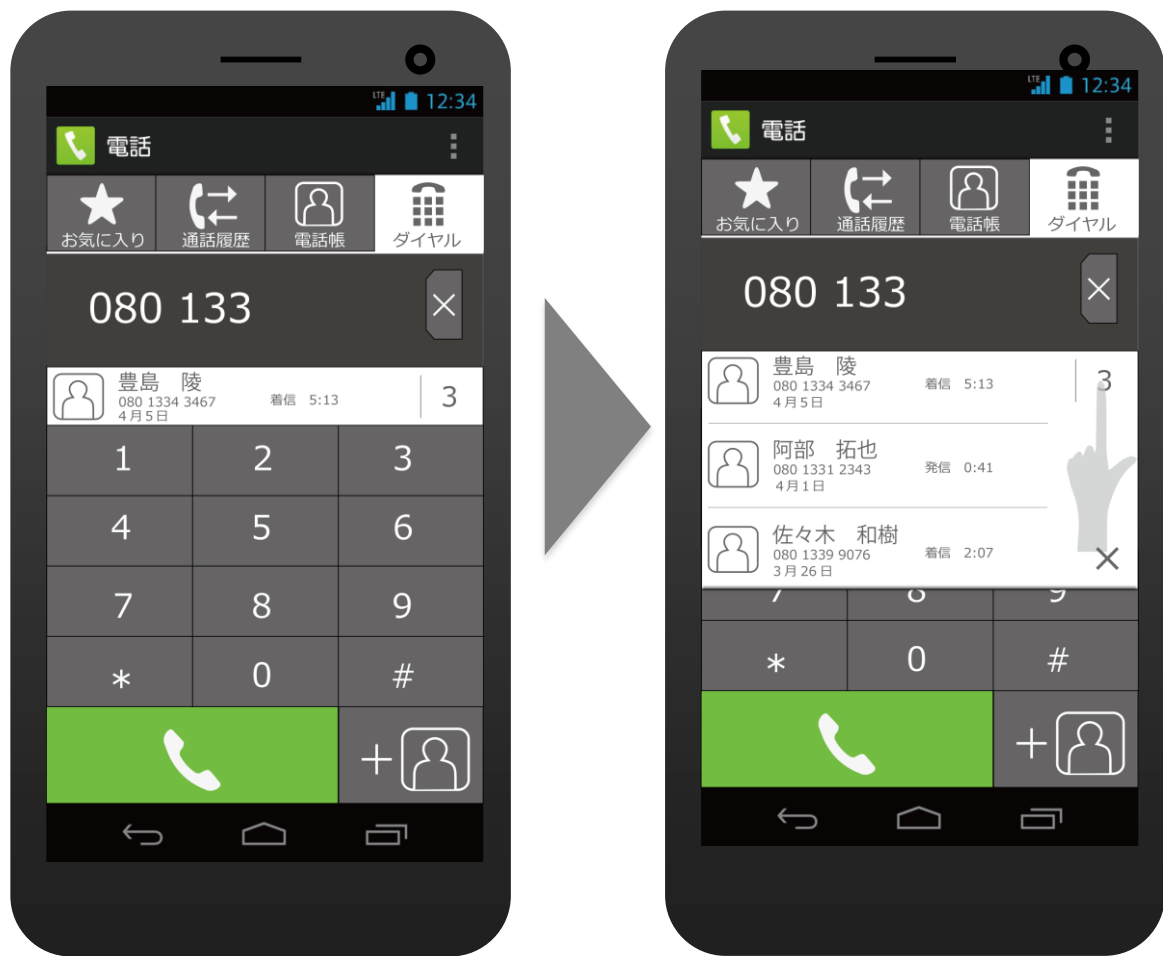 LTE 12:34
電話
お気に入り 通話履歴 電話帳 ダイヤル
080 133
豊島 陵
080 1334 3467 着信 5:13 3
4月5日
1 2 3
4 5 6
7 8 9
* 0 #
+
LTE 12:34
電話
お気に入り 通話履歴 電話帳 ダイヤル
080 133
豊島 陵
080 1334 3467 着信 5:13 3
4月5日
阿部 拓也
080 1331 2343 発信 0:41
4月1日
佐々木 和樹
080 1339 9076 着信 2:07
3月26日
7 8 9
* 0 #
+